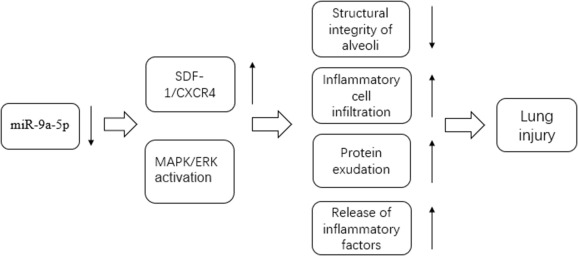 miR-9a-5p
SDF-
1/CXCR4
MAPK/ERK
activation
Structural
integrity of
alveoli
Inflammatory
cell
infiltration
Protein
exudation
Release of
inflammatory
factors
Lung
injury